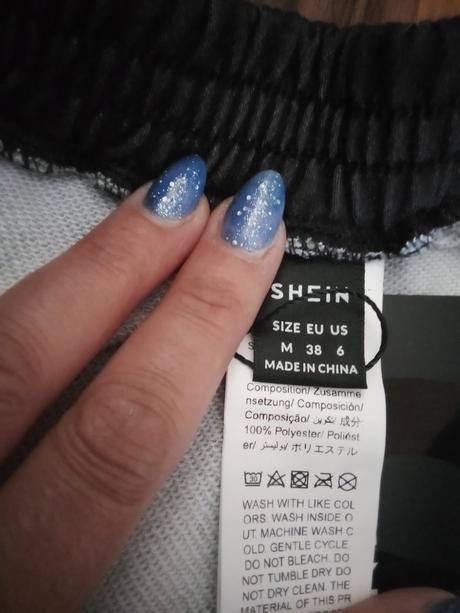 SHEIN
SIZE EU US
M 38 6
MADE IN CHINA
Composition/ Zusamme
nsetzung/ Composición/
Composição/ تكوين/ 成分
100% Polyester/ Poliést
er/ بوليستر/ ポリエステル
30
WASH WITH LIKE COL
ORS. WASH INSIDE O
UT. MACHINE WASH C
OLD. GENTLE CYCLE.
DO NOT BLEACH. DO
NOT TUMBLE DRY DO
NOT DRY CLEAN. THE
MATERIAL OF THIS PR